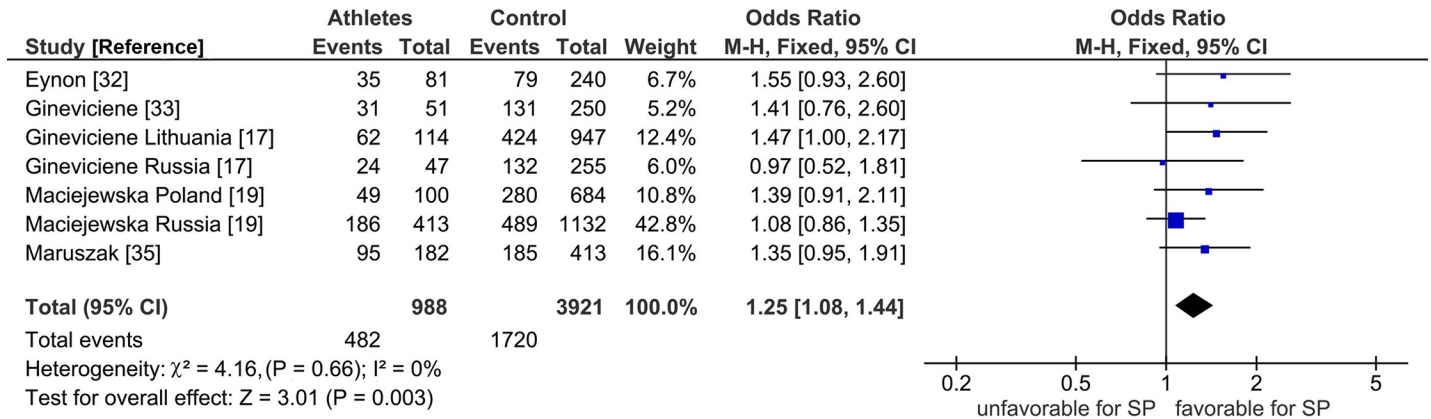 Athletes Control Odds Ratio Odds Ratio
Study [Reference] Events Total Events Total Weight M-H, Fixed, 95% CI M-H, Fixed, 95% CI
Eynon [32] 35 81 79 240 6.7% 1.55 [0.93, 2.60]
Gineviciene [33] 31 51 131 250 5.2% 1.41 [0.76, 2.60]
Gineviciene Lithuania [17] 62 114 424 947 12.4% 1.47 [1.00, 2.17]
Gineviciene Russia [17] 24 47 132 255 6.0% 0.97 [0.52, 1.81]
Maciejewska Poland [19] 49 100 280 684 10.8% 1.39 [0.91, 2.11]
Maciejewska Russia [19] 186 413 489 1132 42.8% 1.08 [0.86, 1.35]
Maruszak [35] 95 182 185 413 16.1% 1.35 [0.95, 1.91]
Total (95% CI) 988 3921 100.0% 1.25 [1.08, 1.44]
Total events 482 1720
Heterogeneity: χ² = 4.16, (P = 0.66); I² = 0%
Test for overall effect: Z = 3.01 (P = 0.003)
0.2 0.5 1 2 5
unfavorable for SP favorable for SP